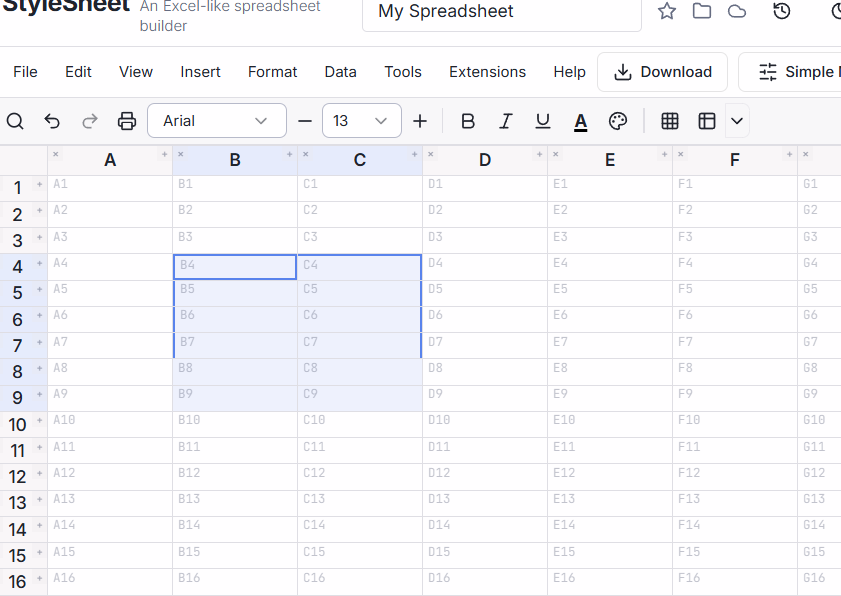 StyleSheet An Excel-like spreadsheet
builder
My Spreadsheet
File Edit View Insert Format Data Tools Extensions Help Download Simple
Arial 13 B I U A
A B C D E F
1 A1 B1 C1 D1 E1 F1 G1
2 A2 B2 C2 D2 E2 F2 G2
3 A3 B3 C3 D3 E3 F3 G3
4 A4 B4 C4 D4 E4 F4 G4
5 A5 B5 C5 D5 E5 F5 G5
6 A6 B6 C6 D6 E6 F6 G6
7 A7 B7 C7 D7 E7 F7 G7
8 A8 B8 C8 D8 E8 F8 G8
9 A9 B9 C9 D9 E9 F9 G9
10 A10 B10 C10 D10 E10 F10 G10
11 A11 B11 C11 D11 E11 F11 G11
12 A12 B12 C12 D12 E12 F12 G12
13 A13 B13 C13 D13 E13 F13 G13
14 A14 B14 C14 D14 E14 F14 G14
15 A15 B15 C15 D15 E15 F15 G15
16 A16 B16 C16 D16 E16 F16 G16